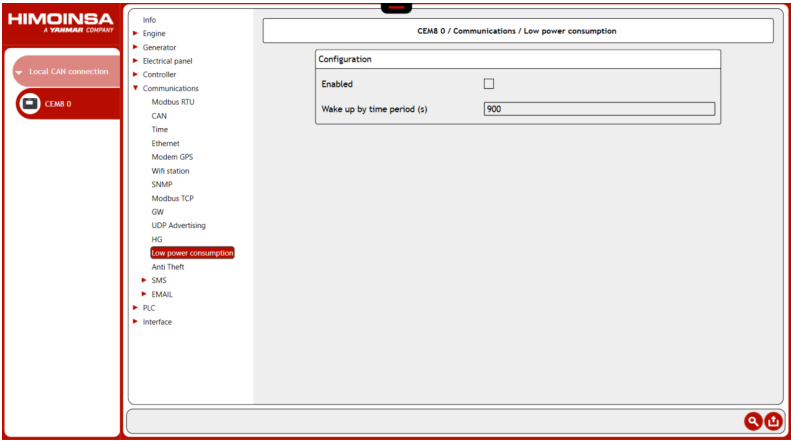 HIMOINSA
A YANMAR COMPANY
Local CAN connection
CEM8 0
Info
Engine
Generator
Electrical panel
Controller
Communications
Modbus RTU
CAN
Time
Ethernet
Modem GPS
Wifi station
SNMP
Modbus TCP
GW
UDP Advertising
HG
Low power consumption
Anti Theft
SMS
EMAIL
PLC
Interface
CEM8 0 / Communications / Low power consumption
Configuration
Enabled
Wake up by time period (s) 900